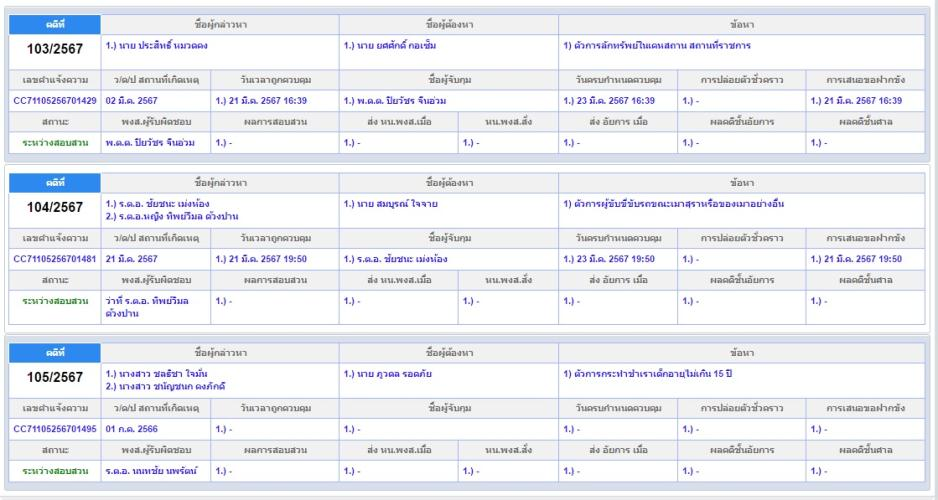 คดีที่ ชื่อผู้กล่าวหา ชื่อผู้ต้องหา ข้อหา
103/2567 1.) นาย ประสิทธิ์ หมวดคง 1.) นาย ยศศักดิ์ กอเซ็ม 1) ตัวการลักทรัพย์ในเคหสถาน สถานที่ราชการ
เลขคำแจ้งความ ว/ด/ป สถานที่เกิดเหตุ วันเวลาถูกควบคุม ชื่อผู้จับกุม วันครบกำหนดควบคุม การปล่อยตัวชั่วคราว การเสนอขอฝากขัง
CC71105256701429 02 มี.ค. 2567 1.) 21 มี.ค. 2567 16:39 1.) พ.ต.ต. ปิยวัชร จีนอ่วม 1.) 23 มี.ค. 2567 16:39 1.) - 1.) 21 มี.ค. 2567 16:39
สถานะ พงส.ผู้รับผิดชอบ ผลการสอบสวน ส่ง หน.พงส.เมื่อ หน.พงส.สั่ง ส่ง อัยการ เมื่อ ผลคดีชั้นอัยการ ผลคดีชั้นศาล
ระหว่างสอบสวน พ.ต.ต. ปิยวัชร จีนอ่วม 1.) - 1.) - 1.) - 1.) - 1.) - 1.) -
คดีที่ ชื่อผู้กล่าวหา ชื่อผู้ต้องหา ข้อหา
104/2567 1.) ร.ต.อ. ชัยชนะ เม่งห้อง 1.) นาย สมบูรณ์ ใจจาย 1) ตัวการผู้ขับขี่ขับรถขณะเมาสุราหรือของเมาอย่างอื่น
2.) ร.ต.อ.หญิง ทิพย์วิมล ด้วงปาน
เลขคำแจ้งความ ว/ด/ป สถานที่เกิดเหตุ วันเวลาถูกควบคุม ชื่อผู้จับกุม วันครบกำหนดควบคุม การปล่อยตัวชั่วคราว การเสนอขอฝากขัง
CC71105256701481 21 มี.ค. 2567 1.) 21 มี.ค. 2567 19:50 1.) ร.ต.อ. ชัยชนะ เม่งห้อง 1.) 23 มี.ค. 2567 19:50 1.) - 1.) 21 มี.ค. 2567 19:50
สถานะ พงส.ผู้รับผิดชอบ ผลการสอบสวน ส่ง หน.พงส.เมื่อ หน.พงส.สั่ง ส่ง อัยการ เมื่อ ผลคดีชั้นอัยการ ผลคดีชั้นศาล
ระหว่างสอบสวน ว่าที่ ร.ต.อ. ทิพย์วิมล 1.) - 1.) - 1.) - 1.) - 1.) - 1.) -
ด้วงปาน
คดีที่ ชื่อผู้กล่าวหา ชื่อผู้ต้องหา ข้อหา
105/2567 1.) นางสาว ชลธิชา ใจมั่น 1.) นาย ภูวดล รอดภัย 1) ตัวการกระทำชำเราเด็กอายุไม่เกิน 15 ปี
2.) นางสาว ชนัญชนก คงภักดี
เลขคำแจ้งความ ว/ด/ป สถานที่เกิดเหตุ วันเวลาถูกควบคุม ชื่อผู้จับกุม วันครบกำหนดควบคุม การปล่อยตัวชั่วคราว การเสนอขอฝากขัง
CC71105256701495 01 ก.ค. 2566 1.) - 1.) - 1.) - 1.) - 1.) -
สถานะ พงส.ผู้รับผิดชอบ ผลการสอบสวน ส่ง หน.พงส.เมื่อ หน.พงส.สั่ง ส่ง อัยการ เมื่อ ผลคดีชั้นอัยการ ผลคดีชั้นศาล
ระหว่างสอบสวน ร.ต.อ. นนทชัย นพรัตน์ 1.) - 1.) - 1.) - 1.) - 1.) - 1.) -